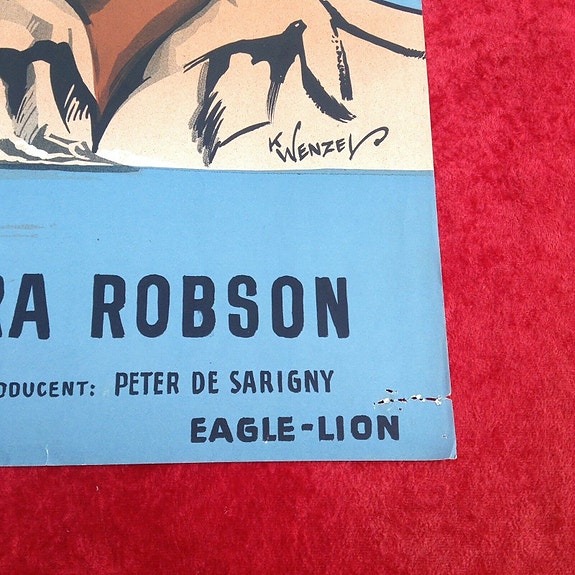 K WENZEL
RA ROBSON
ODUCENT: PETER DE SARIGNY
EAGLE-LION